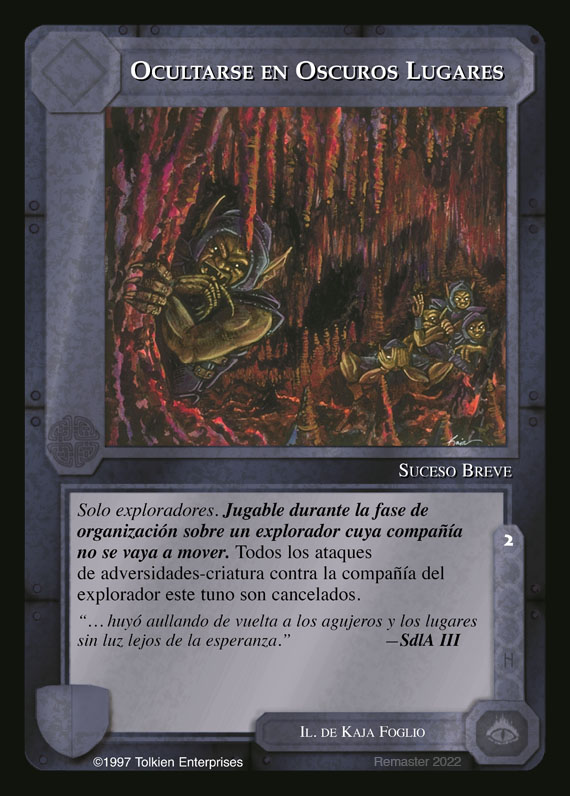 Ocultarse en Oscuros Lugares
Suceso Breve
Solo exploradores. Jugable durante la fase de
organización sobre un explorador cuya compañía
no se vaya a mover. Todos los ataques
de adversidades-criatura contra la compañía del
explorador este tuno son cancelados.
“… huyó aullando de vuelta a los agujeros y los lugares
sin luz lejos de la esperanza.” —SdlA III
2
H
Il. de Kaja Foglio
©1997 Tolkien Enterprises
Remaster 2022